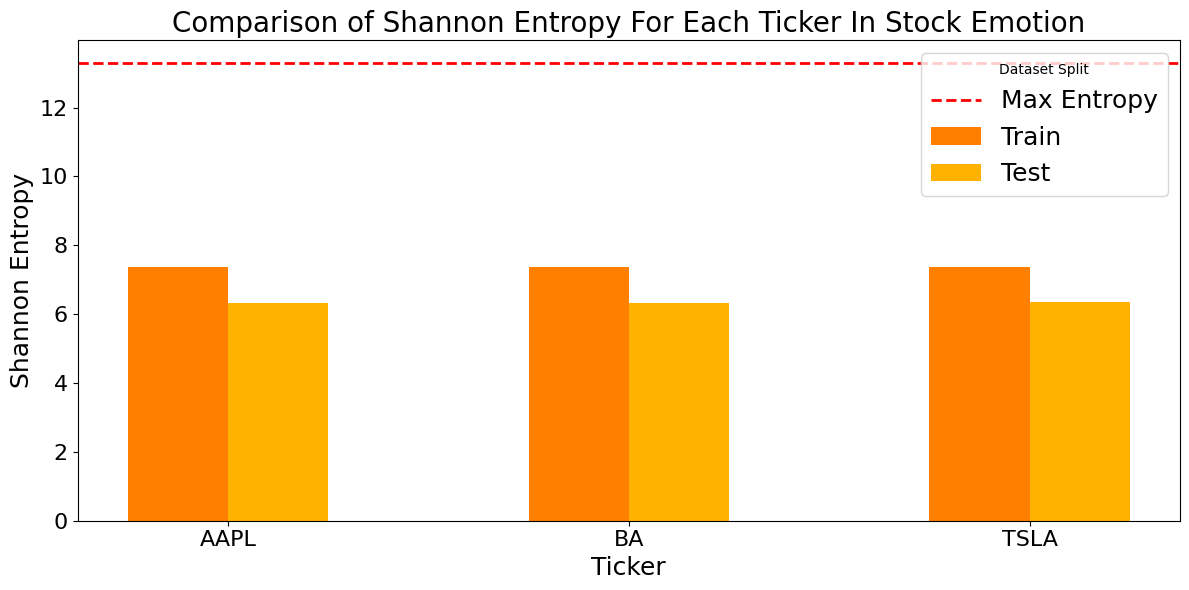 Comparison of Shannon Entropy For Each Ticker In Stock Emotion
Shannon Entropy
12
10
8
6
4
2
0
Dataset Split
Max Entropy
Train
Test
AAPL
BA
TSLA
Ticker